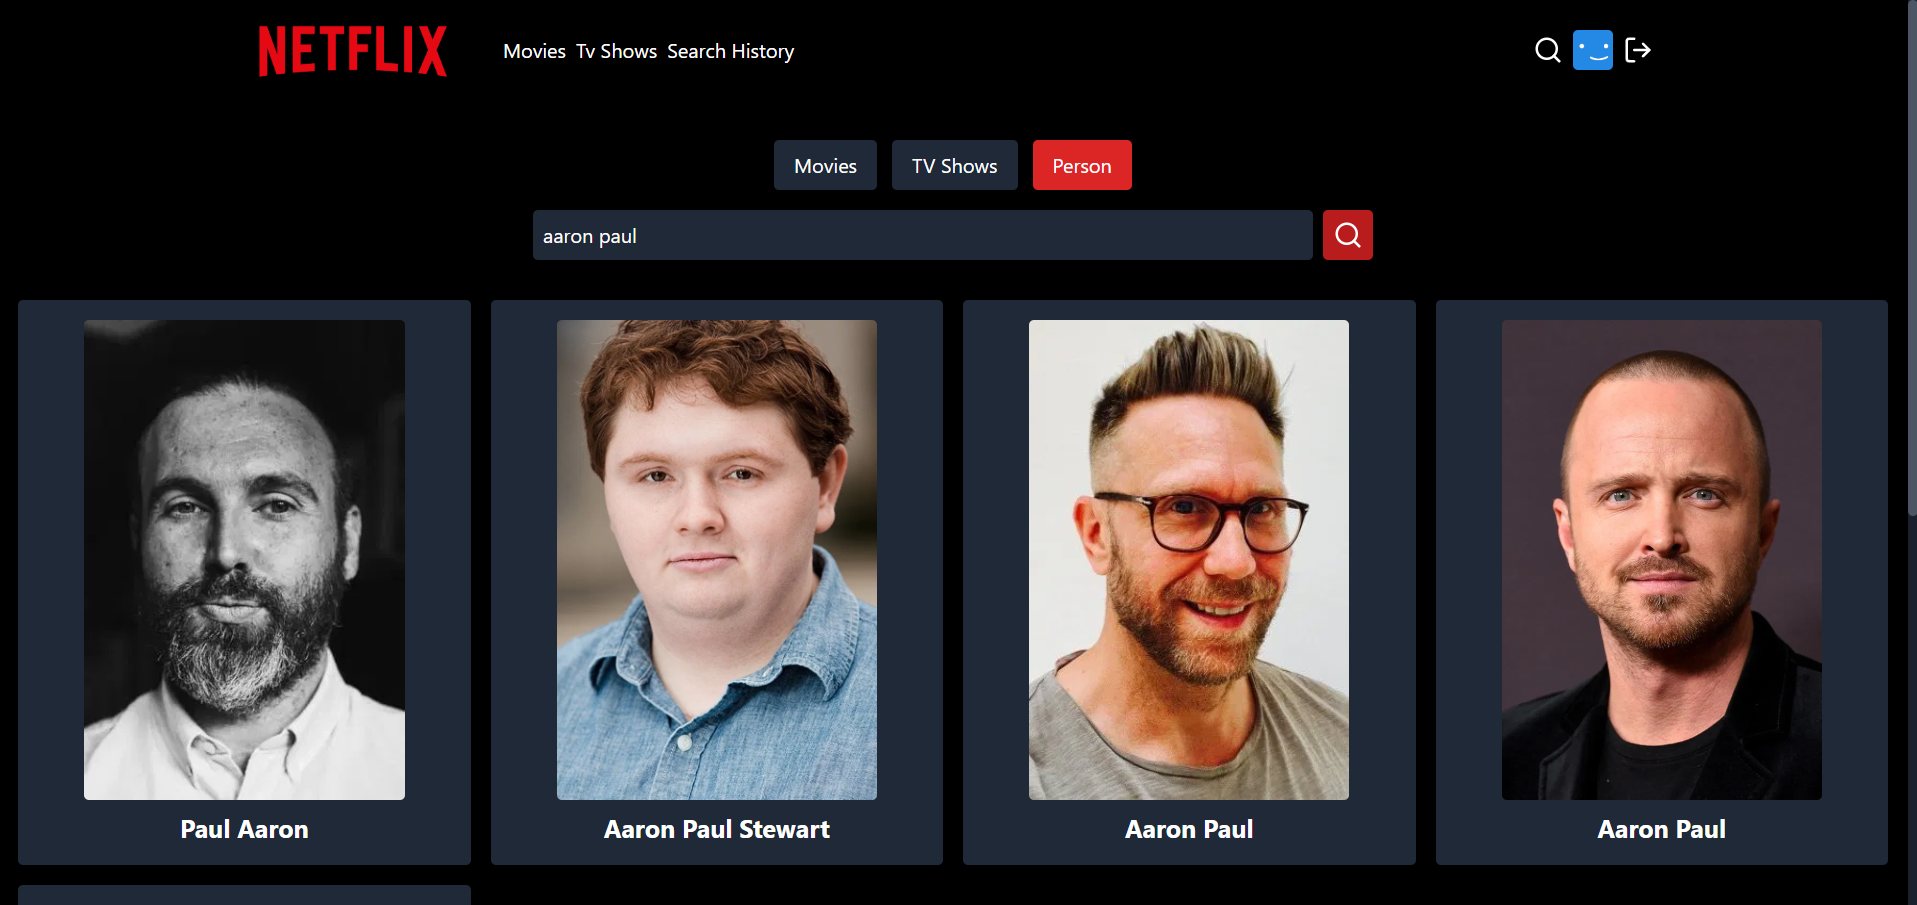 NETFLIX
Movies Tv Shows Search History
Movies TV Shows Person
aaron paul
Paul Aaron
Aaron Paul Stewart
Aaron Paul
Aaron Paul